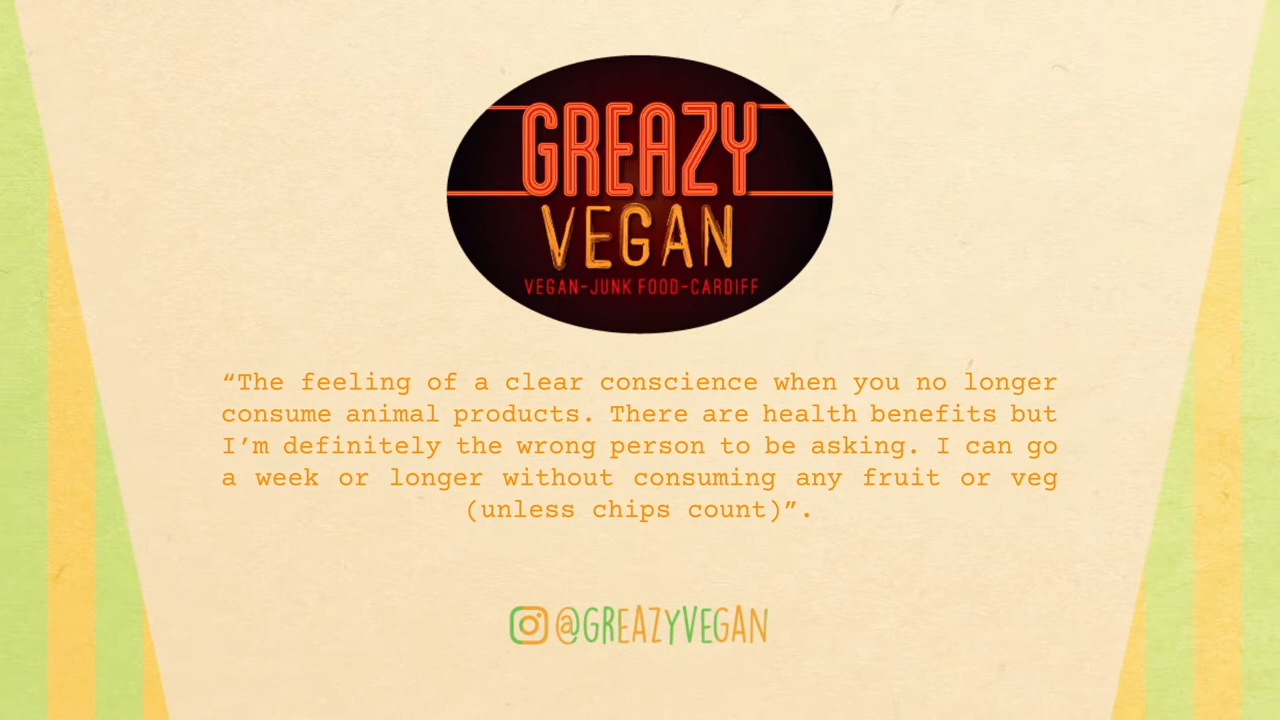 GREAZY
VEGAN
VEGAN-JUNK FOOD-CARDIFF
“The feeling of a clear conscience when you no longer
consume animal products. There are health benefits but
I’m definitely the wrong person to be asking. I can go
a week or longer without consuming any fruit or veg
(unless chips count)”.
@GREAZYVEGAN